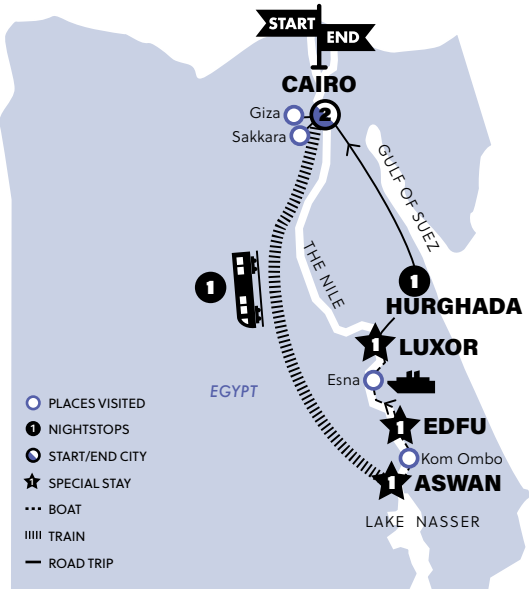 START
END
CAIRO
Giza
2
Sakkara
GULF OF SUEZ
THE NILE
1
1
HURGHADA
1
LUXOR
Esna
EGYPT
1
EDFU
Kom Ombo
1
ASWAN
LAKE NASSER
PLACES VISITED
1
NIGHTSTOPS
START/END CITY
1
SPECIAL STAY
BOAT
TRAIN
ROAD TRIP